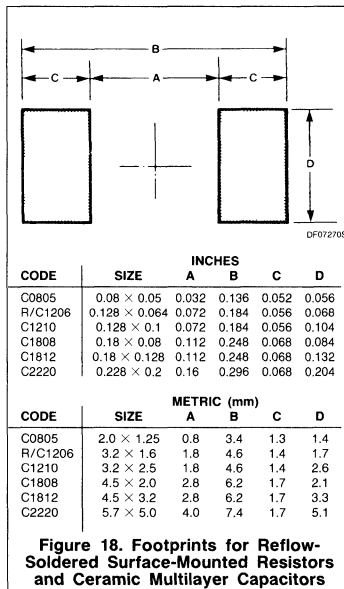 B
C A C
D
DF07270S
INCHES
CODE SIZE A B C D
C0805 0.08 × 0.05 0.032 0.136 0.052 0.056
R/C1206 0.128 × 0.064 0.072 0.184 0.056 0.068
C1210 0.128 × 0.1 0.072 0.184 0.056 0.104
C1808 0.18 × 0.08 0.112 0.248 0.068 0.084
C1812 0.18 × 0.128 0.112 0.248 0.068 0.132
C2220 0.228 × 0.2 0.16 0.296 0.068 0.204
METRIC (mm)
CODE SIZE A B C D
C0805 2.0 × 1.25 0.8 3.4 1.3 1.4
R/C1206 3.2 × 1.6 1.8 4.6 1.4 1.7
C1210 3.2 × 2.5 1.8 4.6 1.4 2.6
C1808 4.5 × 2.0 2.8 6.2 1.7 2.1
C1812 4.5 × 3.2 2.8 6.2 1.7 3.3
C2220 5.7 × 5.0 4.0 7.4 1.7 5.1
Figure 18. Footprints for Reflow-
Soldered Surface-Mounted Resistors
and Ceramic Multilayer Capacitors